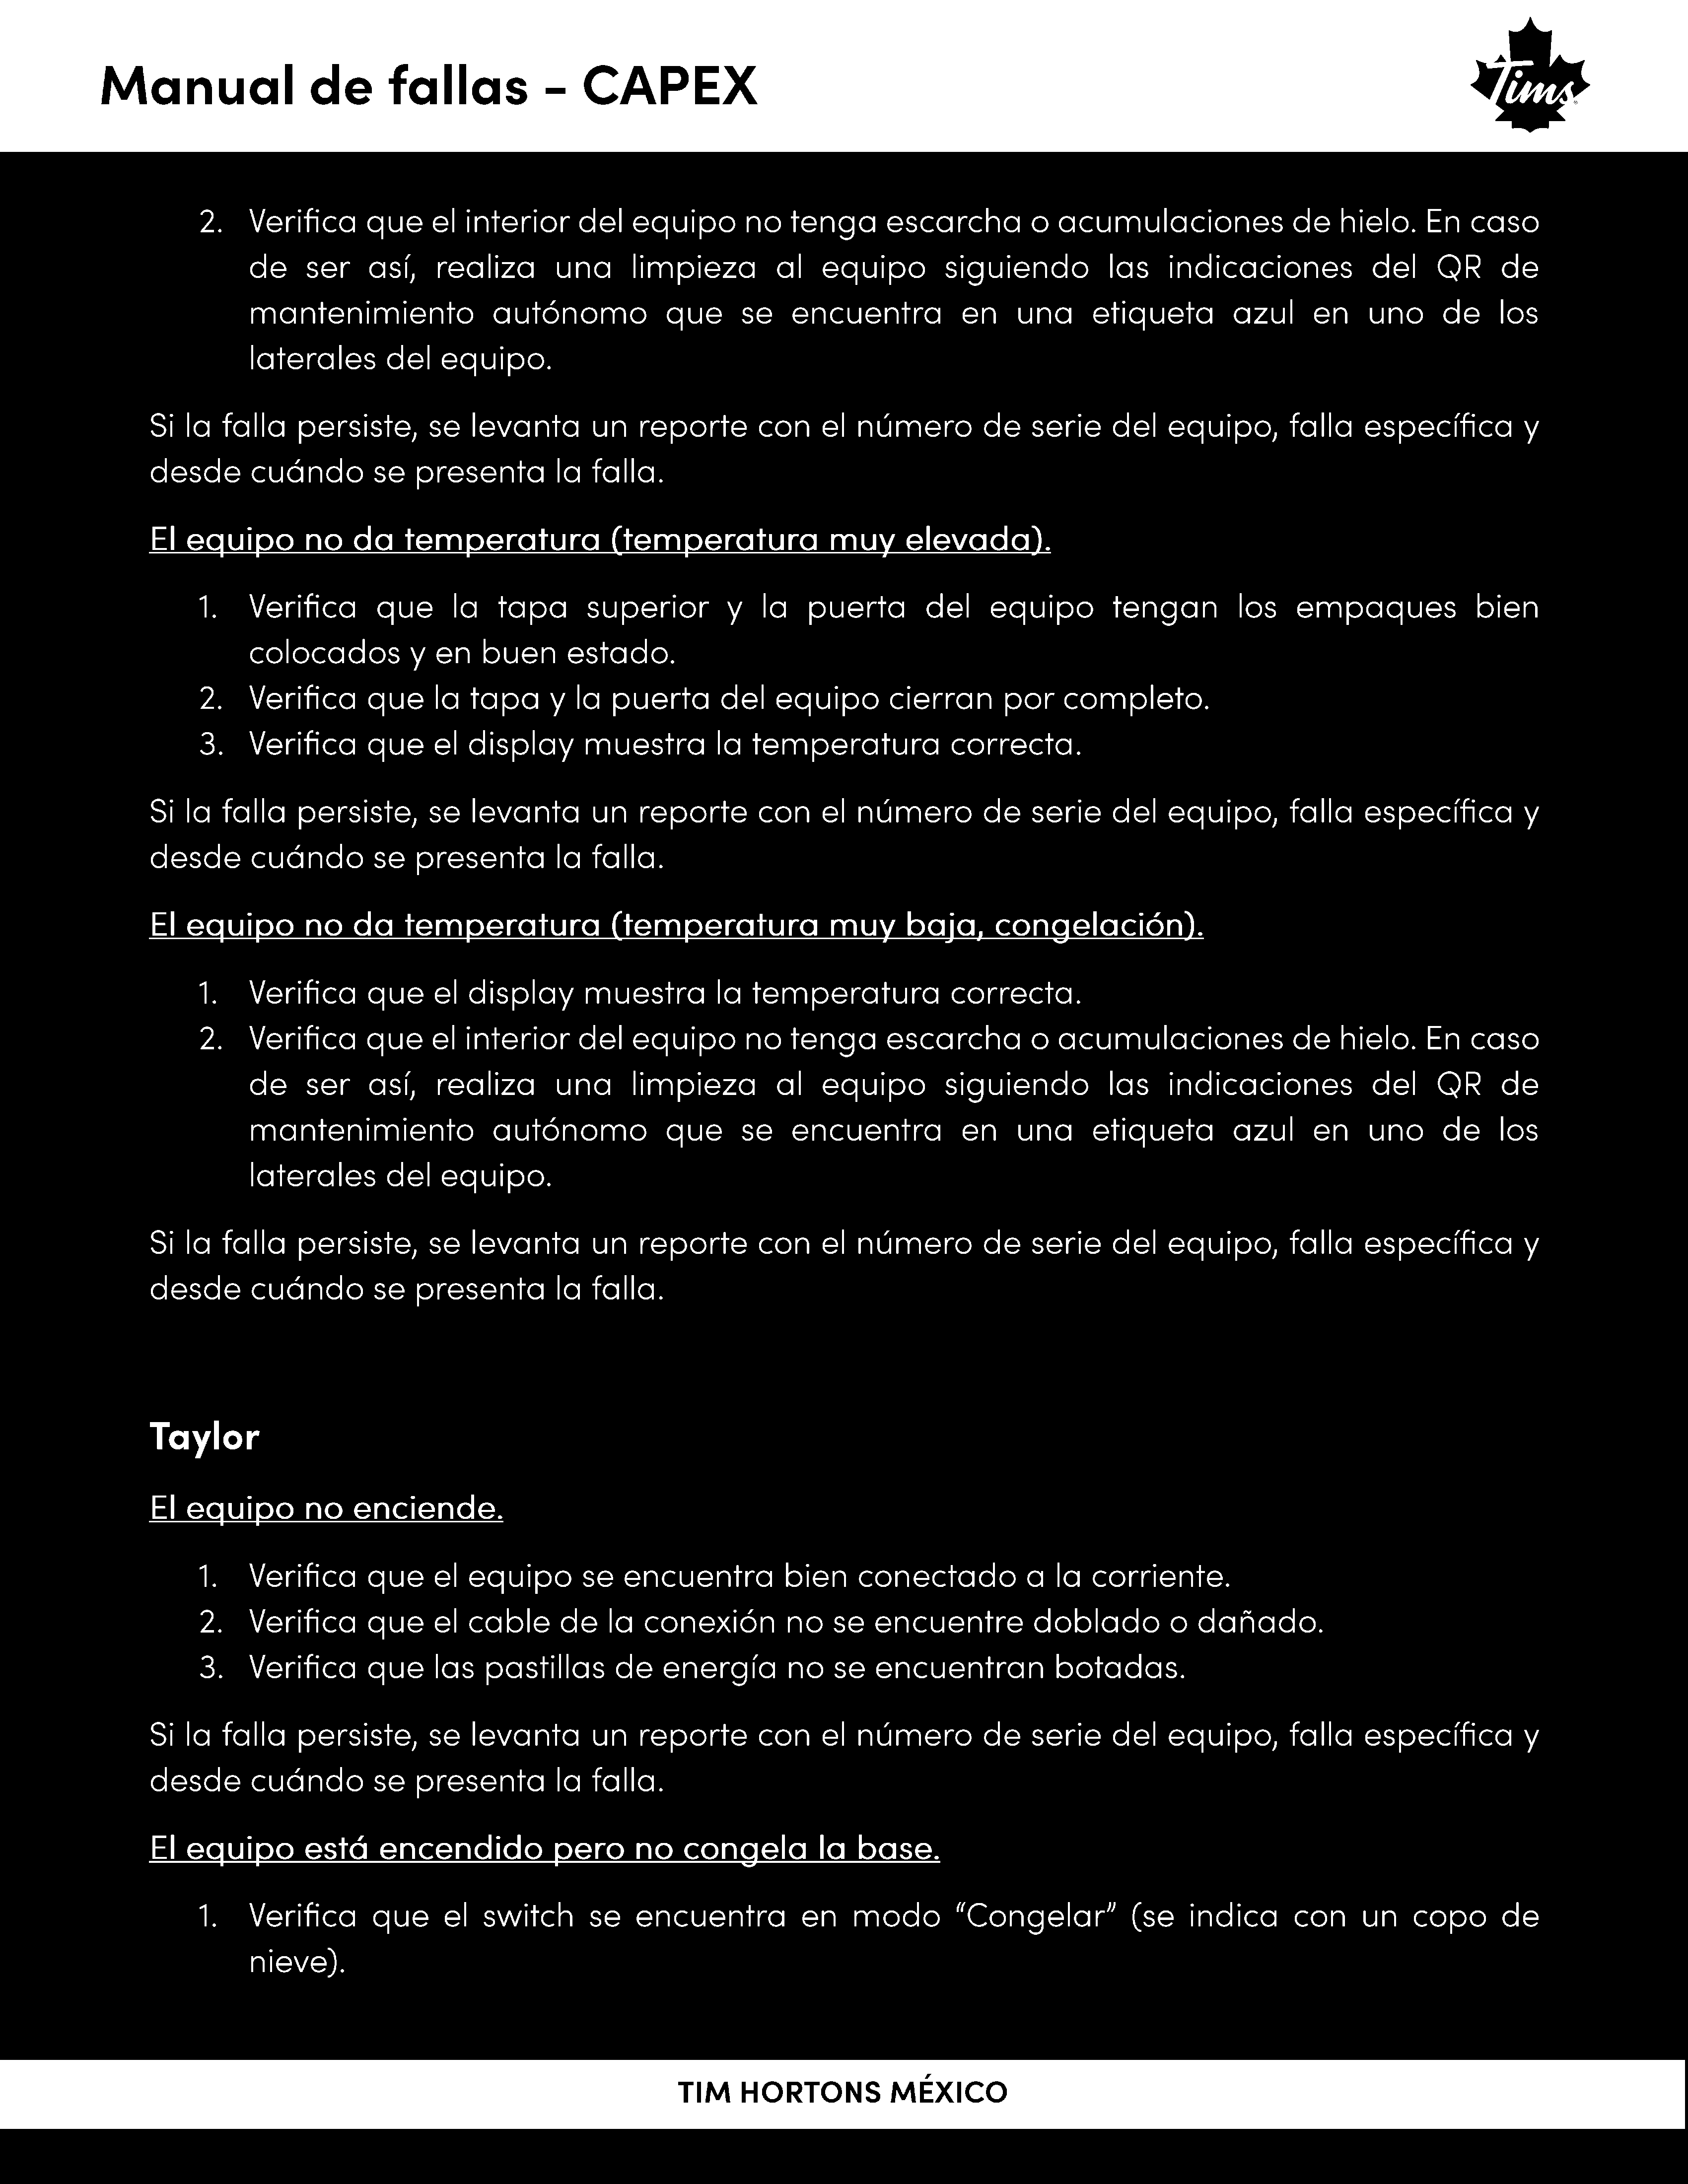 Manual de fallas - CAPEX
Tims
2. Verifica que el interior del equipo no tenga escarcha o acumulaciones de hielo. En caso
de ser así, realiza una limpieza al equipo siguiendo las indicaciones del QR de
mantenimiento autónomo que se encuentra en una etiqueta azul en uno de los
laterales del equipo.
Si la falla persiste, se levanta un reporte con el número de serie del equipo, falla específica y
desde cuándo se presenta la falla.
El equipo no da temperatura (temperatura muy elevada).
1. Verifica que la tapa superior y la puerta del equipo tengan los empaques bien
colocados y en buen estado.
2. Verifica que la tapa y la puerta del equipo cierran por completo.
3. Verifica que el display muestra la temperatura correcta.
Si la falla persiste, se levanta un reporte con el número de serie del equipo, falla específica y
desde cuándo se presenta la falla.
El equipo no da temperatura (temperatura muy baja, congelación).
1. Verifica que el display muestra la temperatura correcta.
2. Verifica que el interior del equipo no tenga escarcha o acumulaciones de hielo. En caso
de ser así, realiza una limpieza al equipo siguiendo las indicaciones del QR de
mantenimiento autónomo que se encuentra en una etiqueta azul en uno de los
laterales del equipo.
Si la falla persiste, se levanta un reporte con el número de serie del equipo, falla específica y
desde cuándo se presenta la falla.
Taylor
El equipo no enciende.
1. Verifica que el equipo se encuentra bien conectado a la corriente.
2. Verifica que el cable de la conexión no se encuentre doblado o dañado.
3. Verifica que las pastillas de energía no se encuentran botadas.
Si la falla persiste, se levanta un reporte con el número de serie del equipo, falla específica y
desde cuándo se presenta la falla.
El equipo está encendido pero no congela la base.
1. Verifica que el switch se encuentra en modo “Congelar” (se indica con un copo de
nieve).
TIM HORTONS MÉXICO